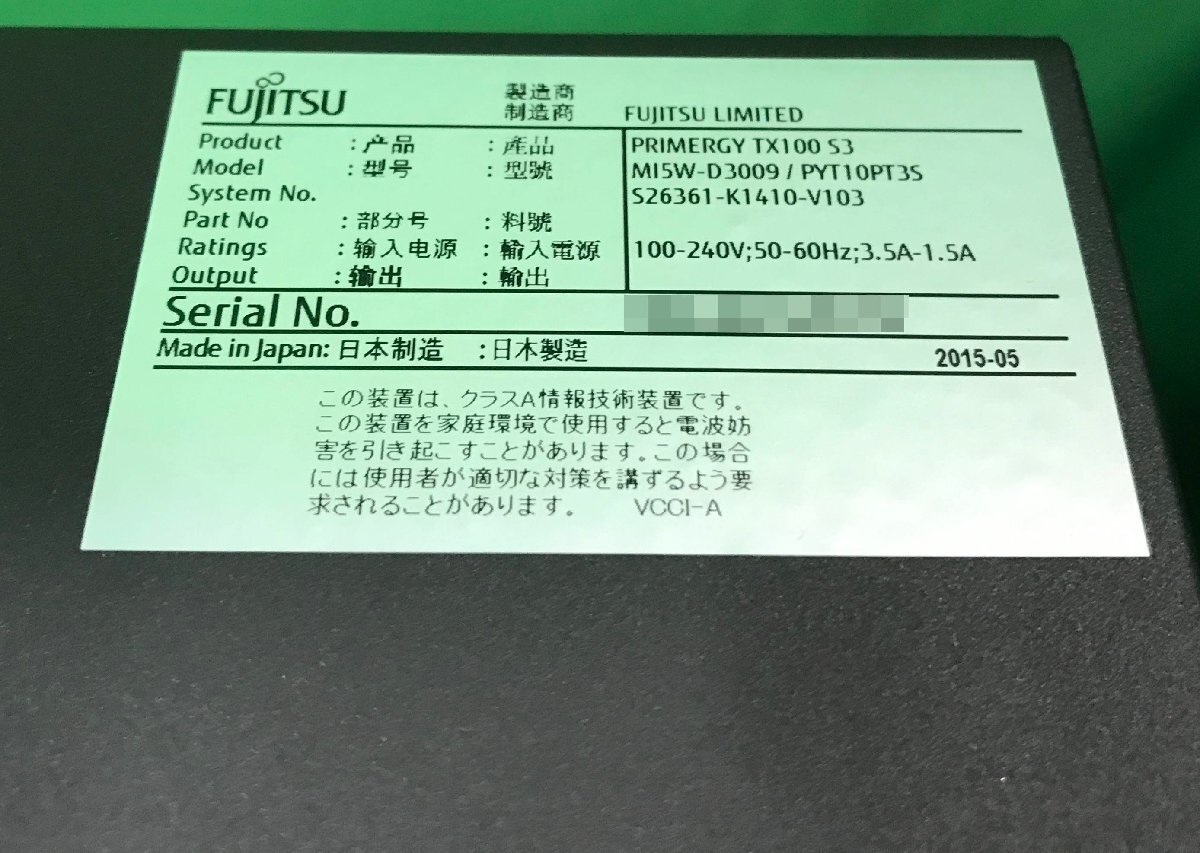 FUJITSU 製造商
制造商 FUJITSU LIMITED
Product : 产品 : 產品 PRIMERGY TX100 S3
Model : 型号 : 型號 MI5W-D3009 / PYT10PT3S
System No. S26361-K1410-V103
Part No : 部分号 : 料號
Ratings : 输入电源 : 輸入電源 100-240V;50-60Hz;3.5A-1.5A
Output : 输出 : 輸出
Serial No.
Made in Japan: 日本制造 : 日本製造 2015-05
この装置は、クラスA情報技術装置です。
この装置を家庭環境で使用すると電波妨
害を引き起こすことがあります。この場合
には使用者が適切な対策を講ずるよう要
求されることがあります。 VCCI-A